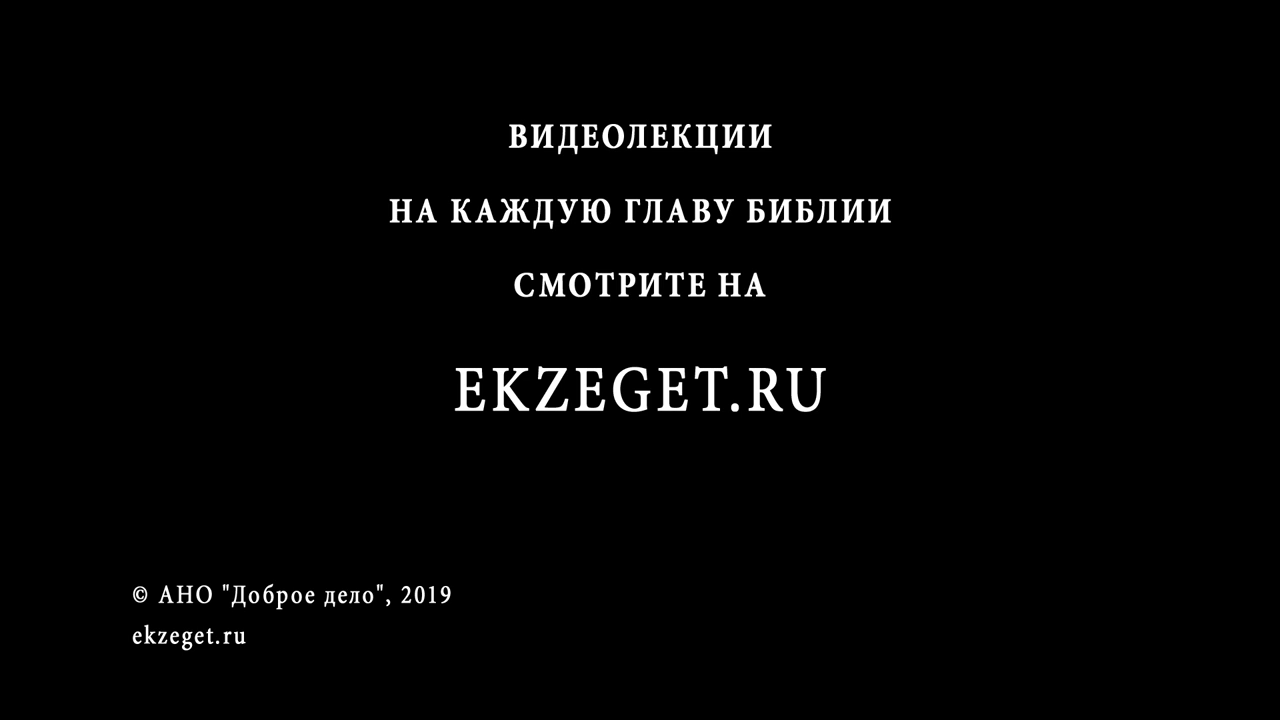 ВИДЕОЛЕКЦИИ
НА КАЖДУЮ ГЛАВУ БИБЛИИ
СМОТРИТЕ НА
EKZEGET.RU
© АНО "Доброе дело", 2019
ekzeget.ru